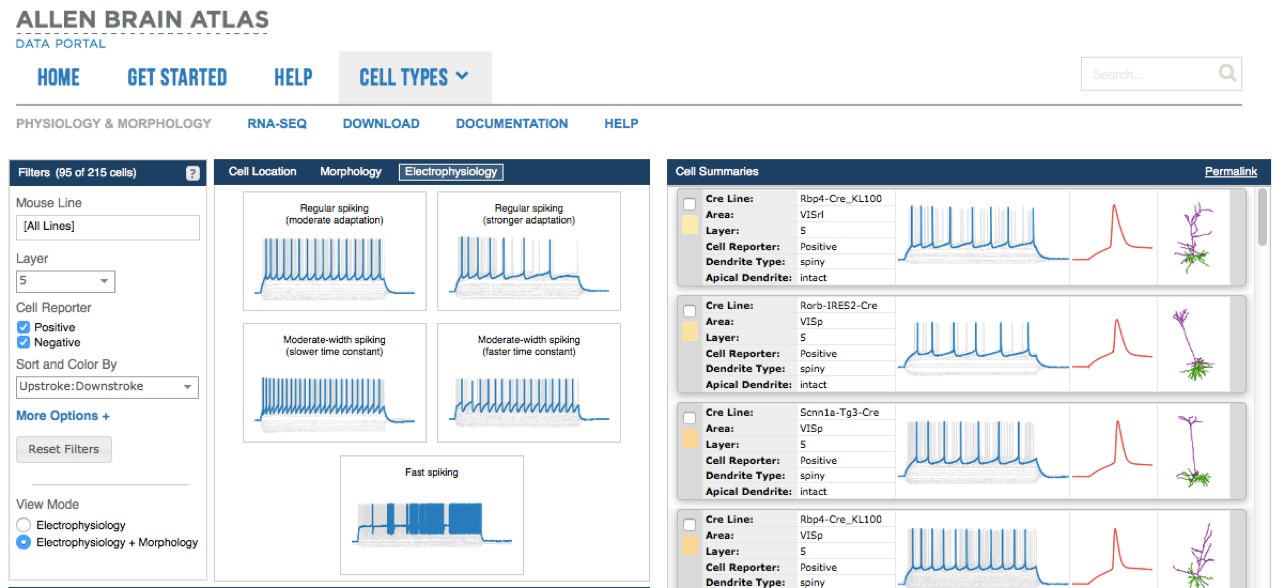 ALLEN BRAIN ATLAS
DATA PORTAL
HOME
GET STARTED
HELP
CELL TYPES
Search...
PHYSIOLOGY & MORPHOLOGY
RNA-SEQ
DOWNLOAD
DOCUMENTATION
HELP
Filters (95 of 215 cells)
?
Mouse Line
[All Lines]
Layer
5
Cell Reporter
Positive
Negative
Sort and Color By
Upstroke:Downstroke
More Options +
Reset Filters
View Mode
Electrophysiology
Electrophysiology + Morphology
Cell Location
Morphology
Electrophysiology
Regular spiking
(moderate adaptation)
Regular spiking
(stronger adaptation)
Moderate-width spiking
(slower time constant)
Moderate-width spiking
(faster time constant)
Fast spiking
Cell Summaries
Permalink
Cre Line: Rbp4-Cre_KL100
Area: VISrl
Layer: 5
Cell Reporter: Positive
Dendrite Type: spiny
Apical Dendrite: intact
Cre Line: Rorb-IRES2-Cre
Area: VISp
Layer: 5
Cell Reporter: Positive
Dendrite Type: spiny
Apical Dendrite: intact
Cre Line: Scnn1a-Tg3-Cre
Area: VISp
Layer: 5
Cell Reporter: Positive
Dendrite Type: spiny
Apical Dendrite: intact
Cre Line: Rbp4-Cre_KL100
Area: VISp
Layer: 5
Cell Reporter: Positive
Dendrite Type: spiny